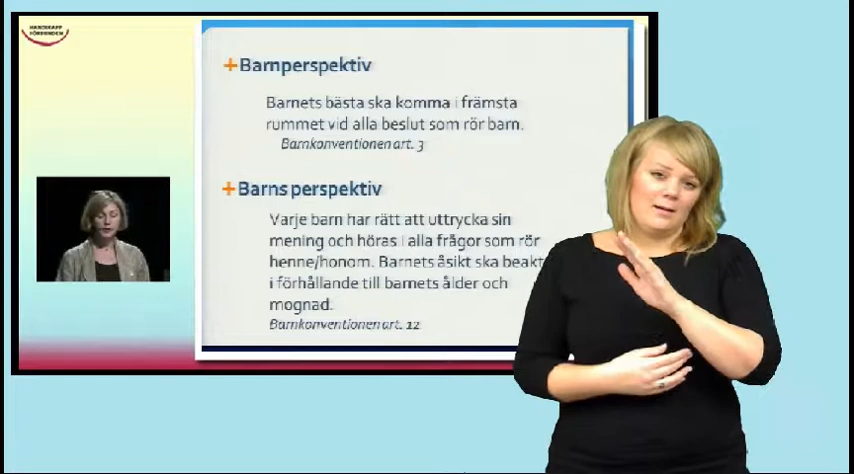 HANDIKAPP
FÖRBUNDEN
+Barnperspektiv
Barnets bästa ska komma i främsta
rummet vid alla beslut som rör barn.
Barnkonventionen art. 3
+Barns perspektiv
Varje barn har rätt att uttrycka sin
mening och höras i alla frågor som rör
henne/honom. Barnets åsikt ska beakt
i förhållande till barnets ålder och
mognad.
Barnkonventionen art. 12